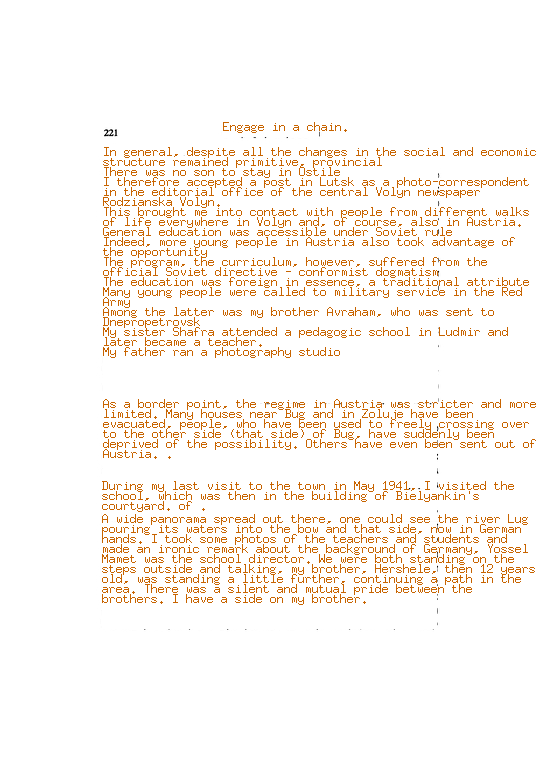 Engage in a chain.
221
In general, despite all the changes in the social and economic
structure remained primitive, provincial
There was no son to stay in Ostile
I therefore accepted a post in Lutsk as a photo-correspondent
in the editorial office of the central Volyn newspaper
Rodzianska Volyn.
This brought me into contact with people from different walks
of life everywhere in Volyn and, of course, also in Austria.
General education was accessible under Soviet rule
Indeed, more young people in Austria also took advantage of
the opportunity
The program, the curriculum, however, suffered from the
official Soviet directive - conformist dogmatism
The education was foreign in essence, a traditional attribute
Many young people were called to military service in the Red
Army
Among the latter was my brother Avraham, who was sent to
Dnepropetrovsk
My sister Shafra attended a pedagogic school in Ludmir and
later became a teacher.
My father ran a photography studio
As a border point, the regime in Austria was stricter and more
limited. Many houses near Bug and in Zoluje have been
evacuated, people, who have been used to freely crossing over
to the other side (that side) of Bug, have suddenly been
deprived of the possibility. Others have even been sent out of
Austria. .
During my last visit to the town in May 1941, I visited the
school, which was then in the building of Bielyankin's
courtyard. of .
A wide panorama spread out there, one could see the river Lug
pouring its waters into the bow and that side, now in German
hands. I took some photos of the teachers and students and
made an ironic remark about the background of Germany, Yossel
Mamet was the school director. We were both standing on the
steps outside and talking, my brother, Hershele, then 12 years
old, was standing a little further, continuing a path in the
area. There was a silent and mutual pride between the
brothers. I have a side on my brother.